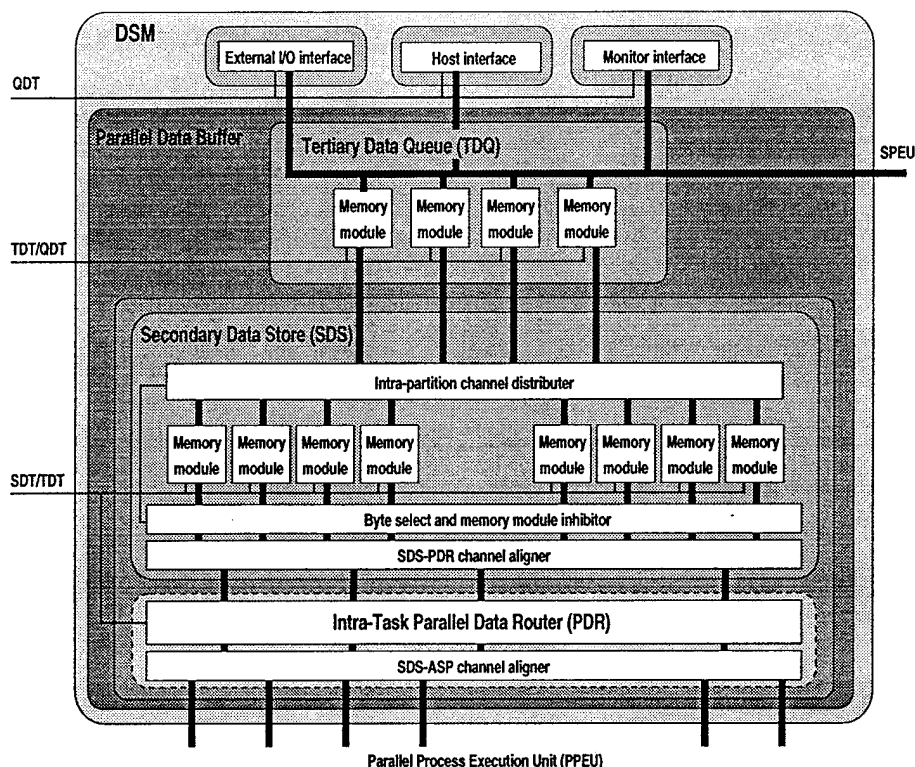 DSM
External I/O interface
Host interface
Monitor interface
QDT
Parallel Data Buffer
Tertiary Data Queue (TDQ)
SPEU
Memory module
Memory module
Memory module
Memory module
TDT/QDT
Secondary Data Store (SDS)
Intra-partition channel distributer
Memory module
Memory module
Memory module
Memory module
Memory module
Memory module
Memory module
Memory module
SDT/TDT
Byte select and memory module inhibitor
SDS-PDR channel aligner
Intra-Task Parallel Data Router (PDR)
SDS-ASP channel aligner
Parallel Process Execution Unit (PPEU)